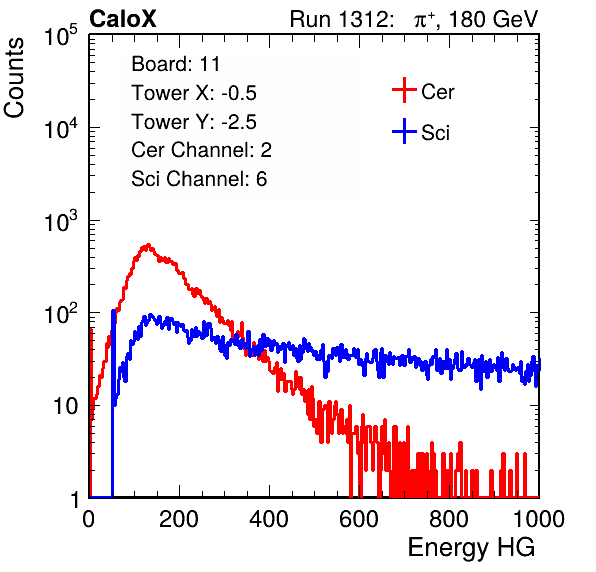 CaloX Run 1312: π⁺, 180 GeV
Counts
10⁵
10⁴
10³
10²
10
1
Board: 11
Tower X: -0.5
Tower Y: -2.5
Cer Channel: 2
Sci Channel: 6
Cer
Sci
0 200 400 600 800 1000
Energy HG